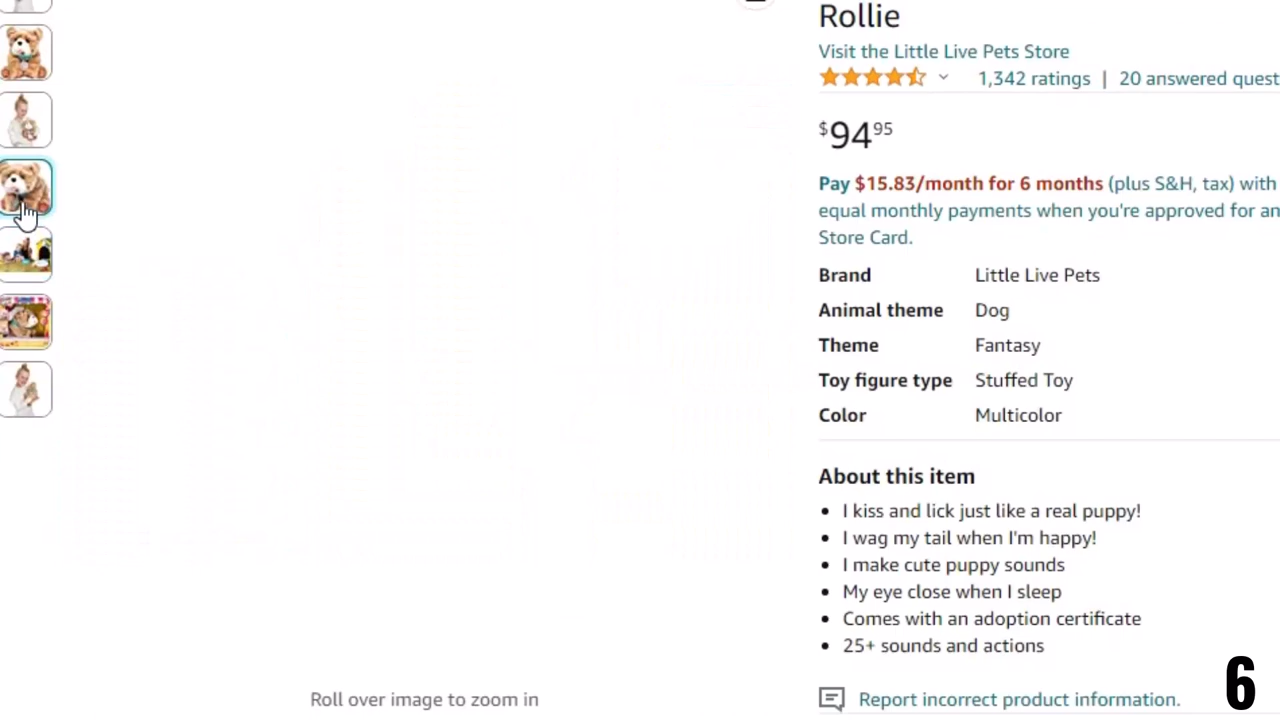 Rollie
Visit the Little Live Pets Store
1,342 ratings | 20 answered quest
$94 95
Pay $15.83/month for 6 months (plus S&H, tax) with
equal monthly payments when you're approved for an
Store Card.
Brand Little Live Pets
Animal theme Dog
Theme Fantasy
Toy figure type Stuffed Toy
Color Multicolor
About this item
• I kiss and lick just like a real puppy!
• I wag my tail when I'm happy!
• I make cute puppy sounds
• My eye close when I sleep
• Comes with an adoption certificate
• 25+ sounds and actions
Roll over image to zoom in
Report incorrect product information.
6